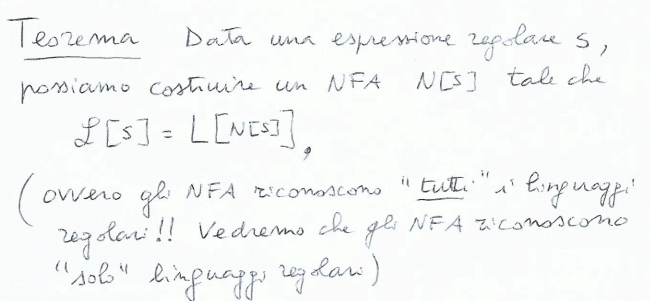 Teorema Data una espressione regolare s,
possiamo costruire un NFA N[s] tale che
ℒ[s] = L[N[s]],
(ovvero gli NFA riconoscono "tutti" i linguaggi
regolari!! Vedremo che gli NFA riconoscono
"solo" linguaggi regolari)